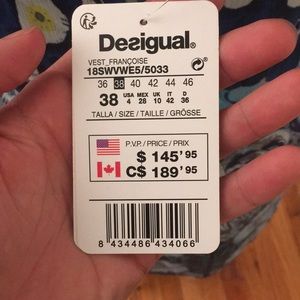 Desigual®
VEST_FRANÇOISE
18SWVWE5/5033
36 38 40 42 44 46
38 USA 4 MEX 28 UK 10 IT 42 D 36
TALLA / SIZE / TAILLE / GRÖSSE
P.V.P./ PRICE / PRIX
$ 145'95
C$ 189'95
8 434486 434066